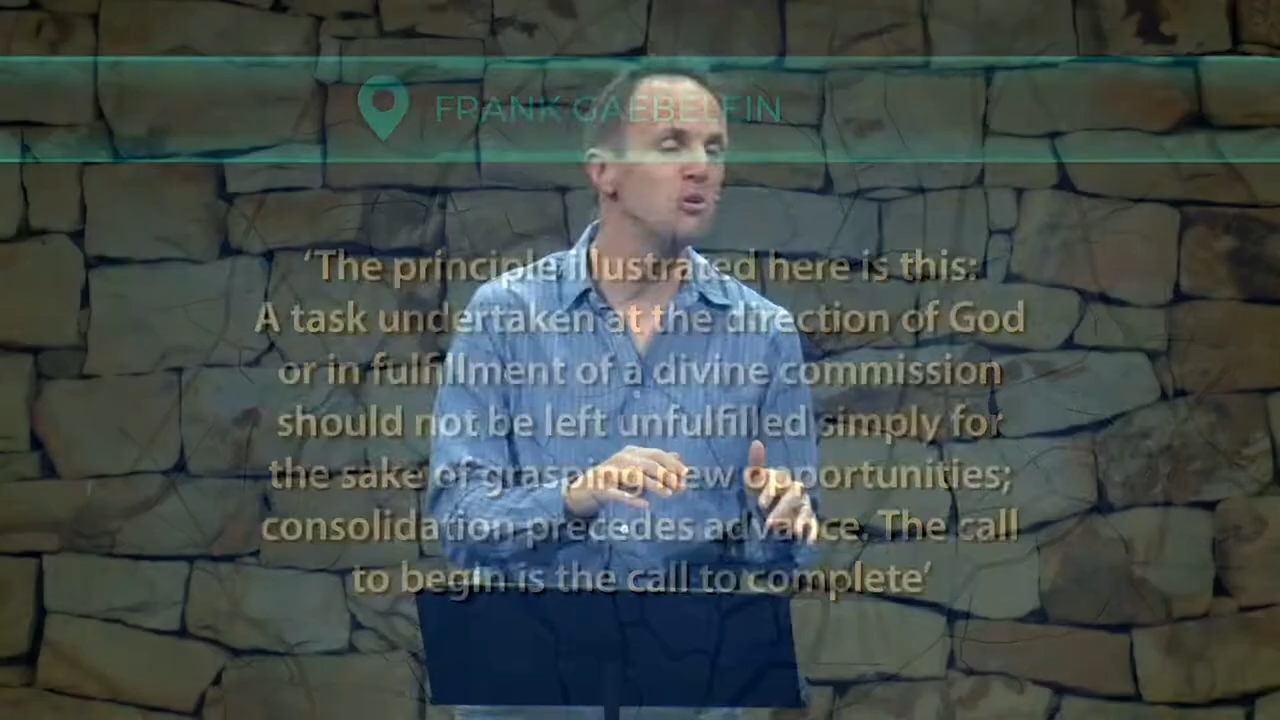 FRANK GAEBELFIN
‘The principle illustrated here is this:
A task undertaken at the direction of God
or in fulfillment of a divine commission
should not be left unfulfilled simply for
the sake of grasping new opportunities;
consolidation precedes advance. The call
to begin is the call to complete’